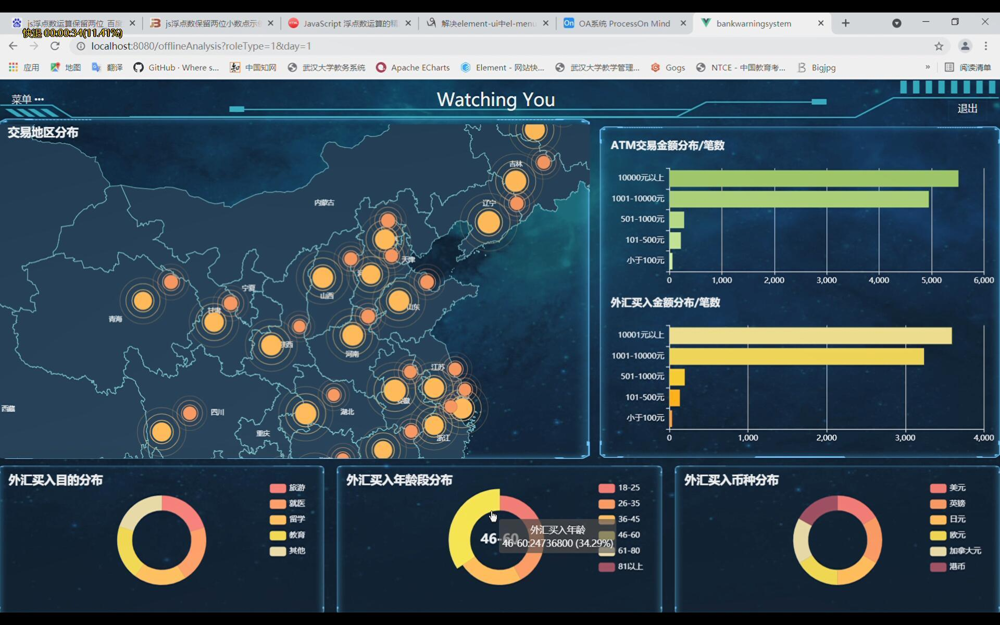 js浮点数运算保留两位_百度
js浮点数保留两位小数点示
JavaScript 浮点数运算的精
解决element-ui中el-menu
OA系统 ProcessOn Mind
bankwarningsystem
快退 00:00:34(11.41%)
localhost:8080/offlineAnalysis?roleType=1&day=1
应用
地图
翻译
GitHub · Where s...
中国知网
武汉大学教务系统
Apache ECharts
Element - 网站快...
武汉大学教学管理...
Gogs
NTCE - 中国教育考...
Bigjpg
»
阅读清单
菜单 •••
Watching You
退出
交易地区分布
吉林
辽宁
内蒙古
天津
宁夏
山西
山东
甘肃
青海
陕西
河南
江苏
安徽
西藏
四川
湖北
重庆
浙江
ATM交易金额分布/笔数
10000元以上
1001-10000元
501-1000元
101-500元
小于100元
0 1,000 2,000 3,000 4,000 5,000 6,000
外汇买入金额分布/笔数
10001元以上
1001-10000元
501-1000元
101-500元
小于100元
0 1,000 2,000 3,000 4,000
外汇买入目的分布
旅游
就医
留学
教育
其他
外汇买入年龄段分布
18-25
26-35
36-45
46-60
61-80
81以上
46-60
外汇买入年龄
46-60:24736800 (34.29%)
外汇买入币种分布
美元
英镑
日元
欧元
加拿大元
港币